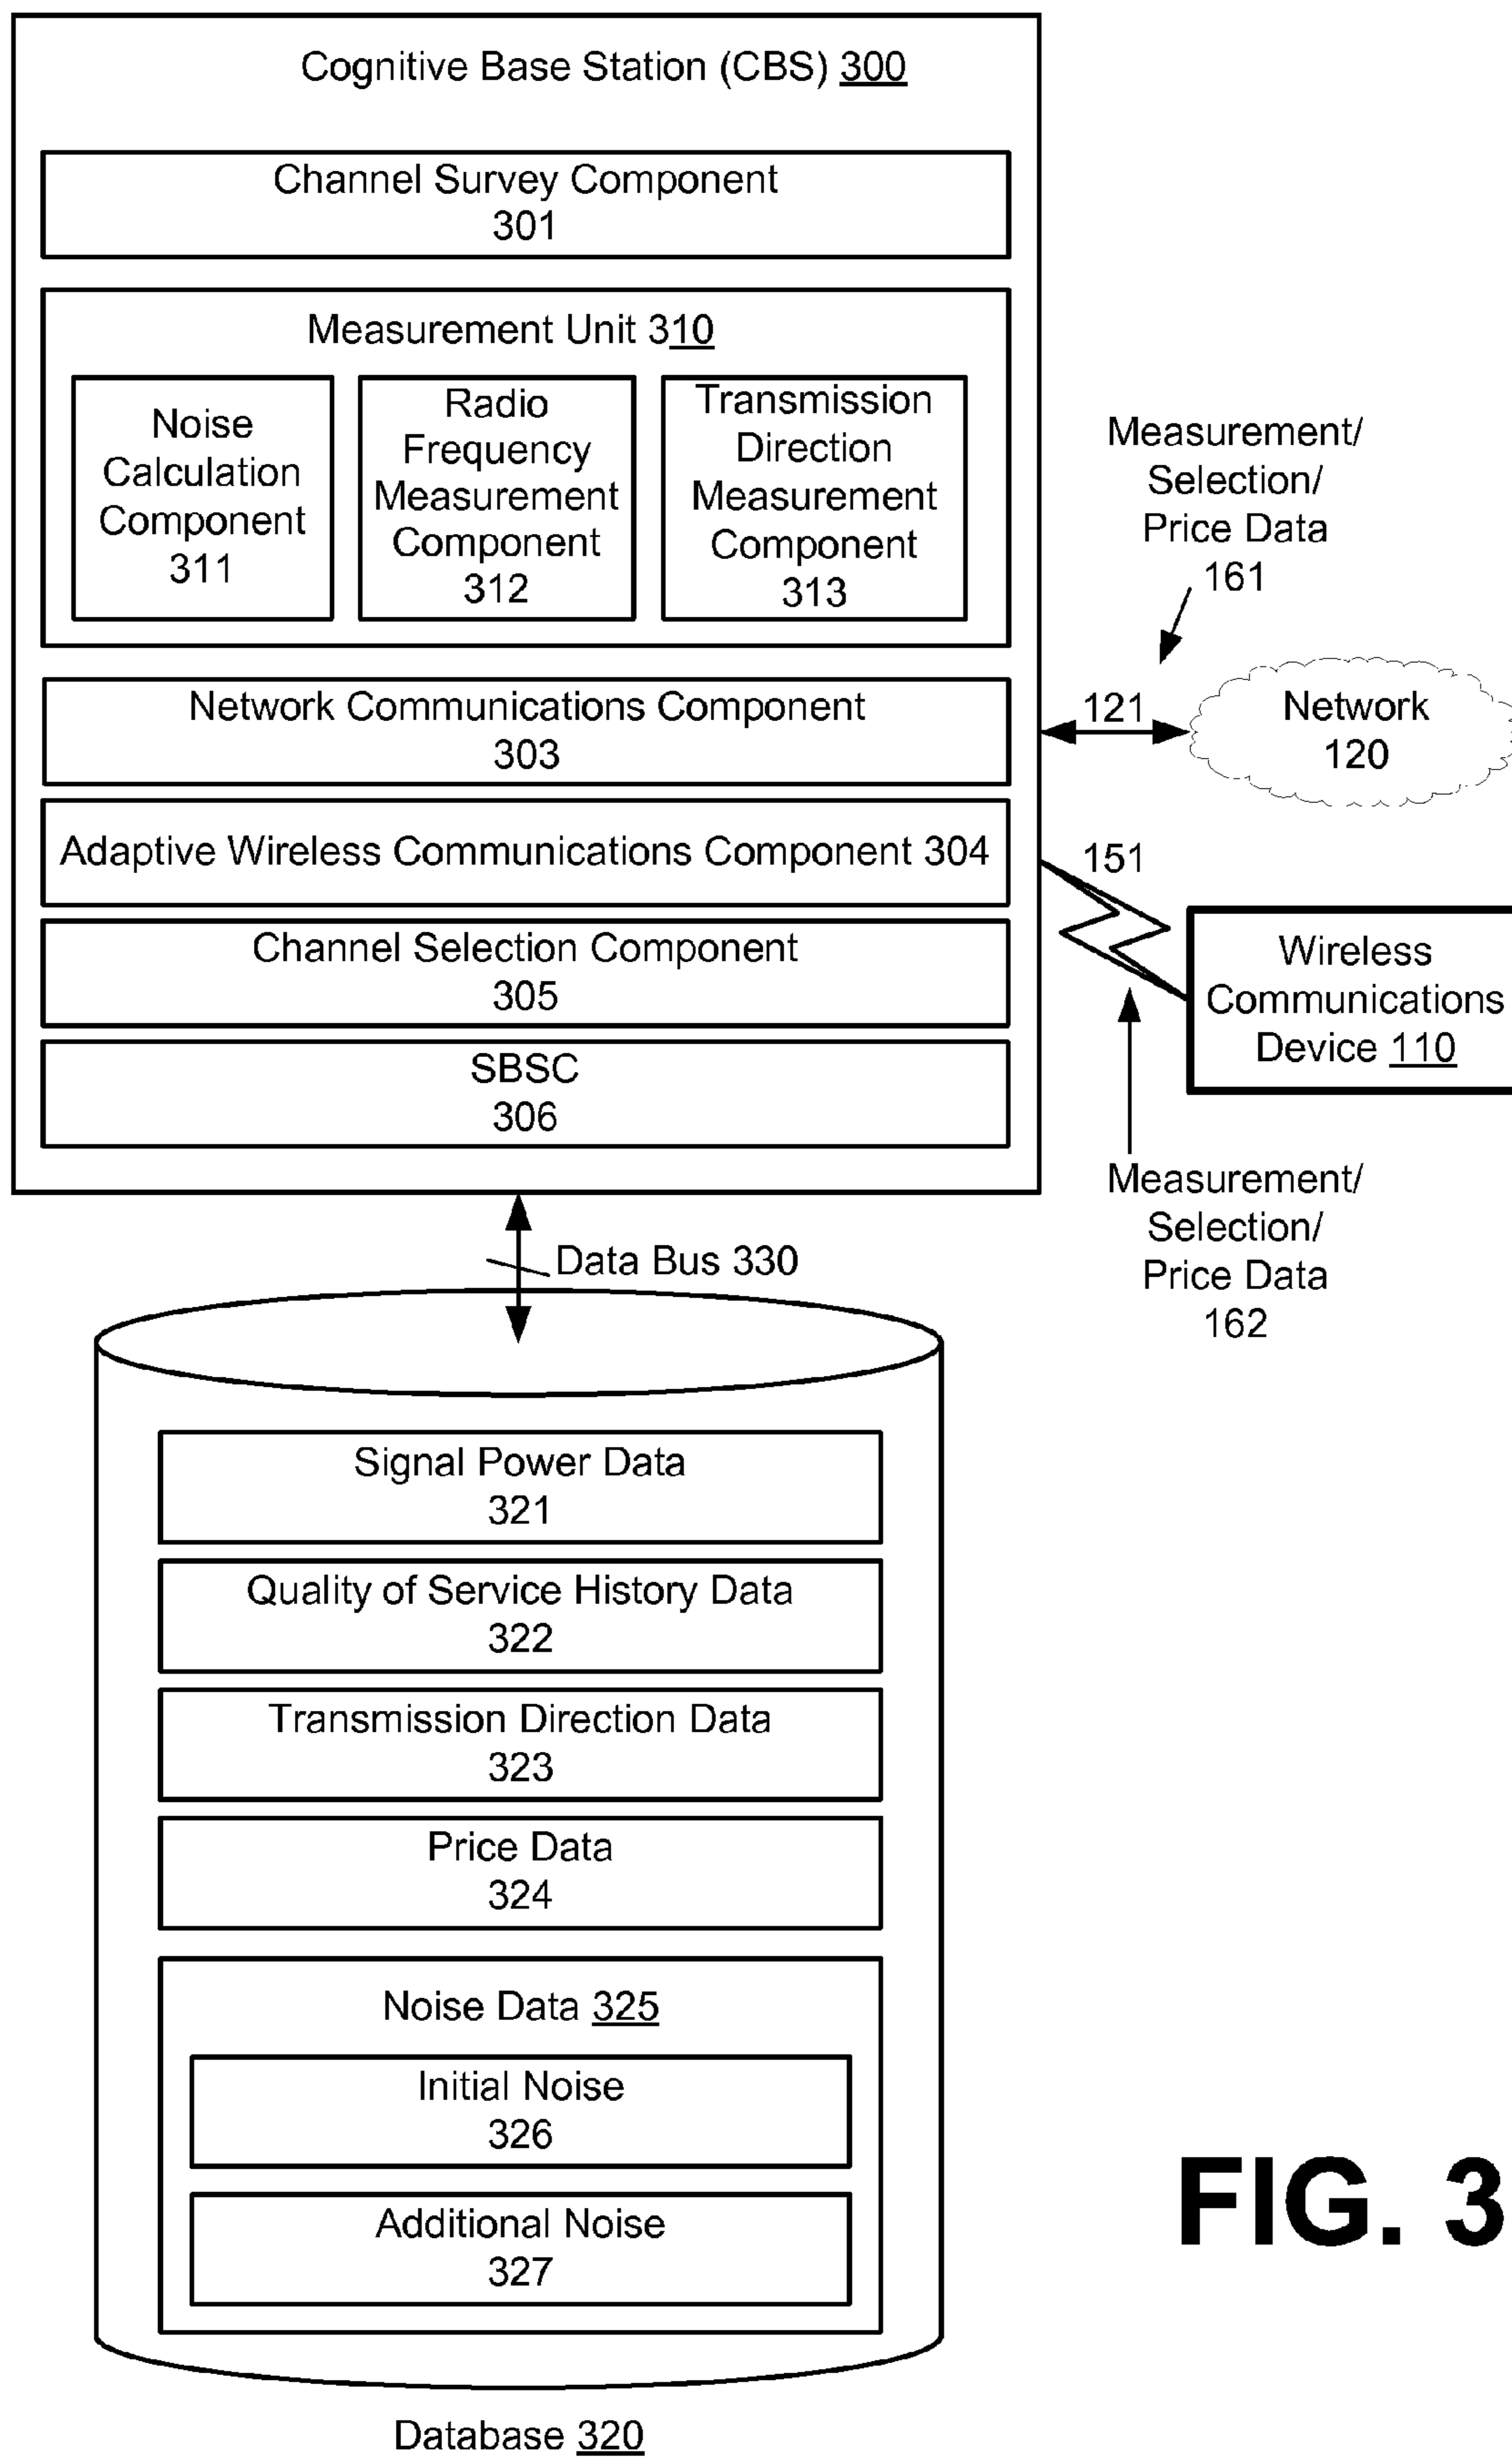 Cognitive Base Station (CBS) 300
Channel Survey Component
301
Measurement Unit 310
Noise
Calculation
Component
311
Radio
Frequency
Measurement
Component
312
Transmission
Direction
Measurement
Component
313
Network Communications Component
303
Adaptive Wireless Communications Component 304
Channel Selection Component
305
SBSC
306
Measurement/
Selection/
Price Data
161
121
Network
120
151
Wireless
Communications
Device 110
Measurement/
Selection/
Price Data
162
Data Bus 330
Signal Power Data
321
Quality of Service History Data
322
Transmission Direction Data
323
Price Data
324
Noise Data 325
Initial Noise
326
Additional Noise
327
Database 320
FIG. 3